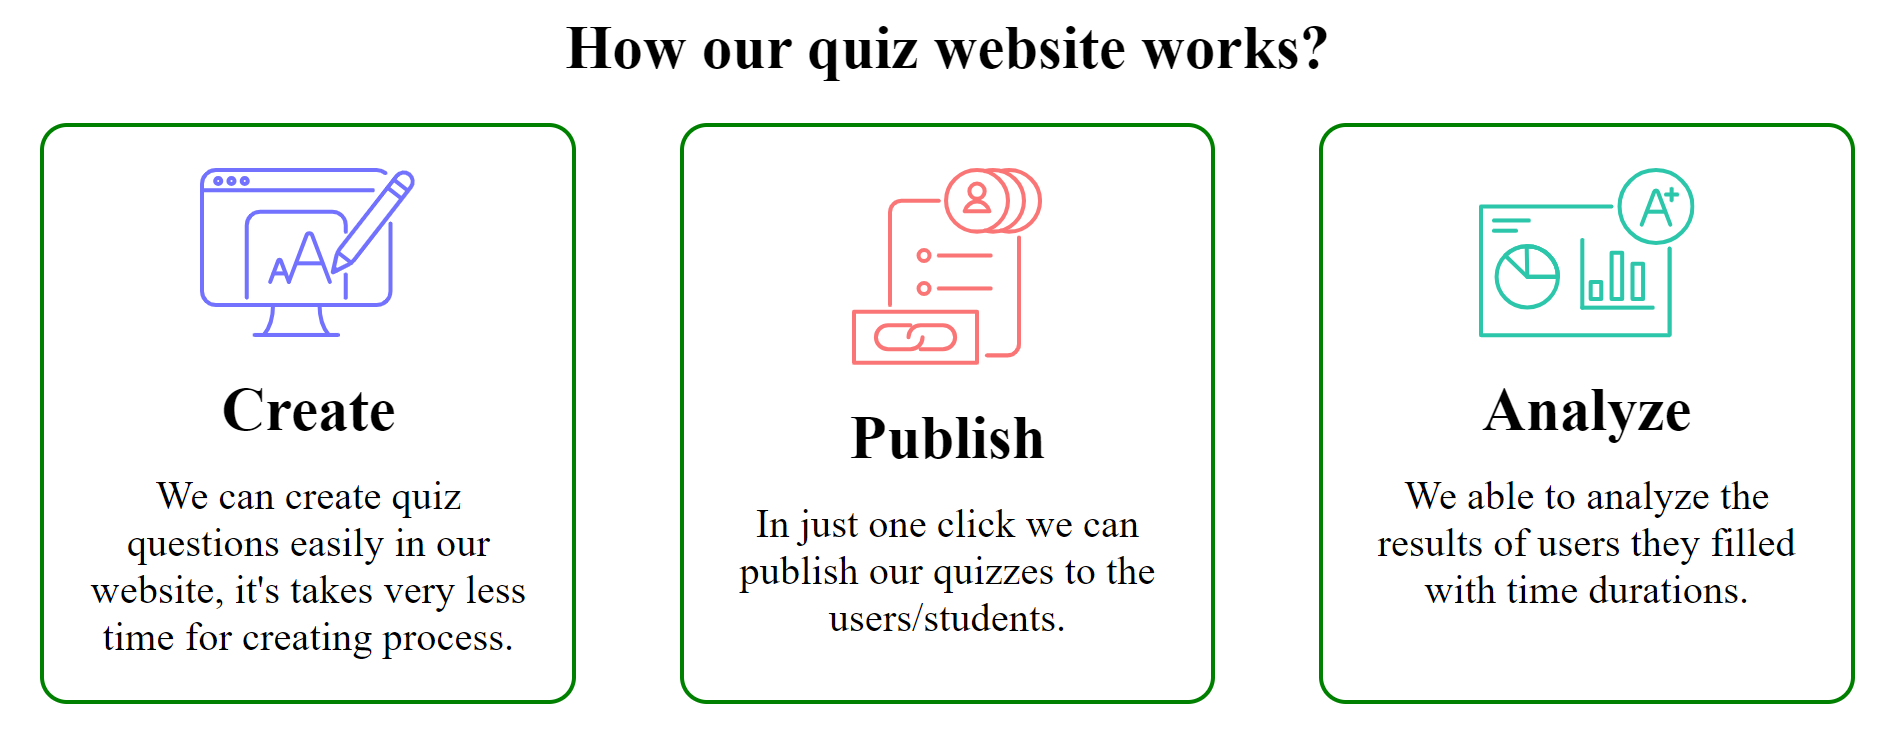 How our quiz website works?
Create
We can create quiz
questions easily in our
website, it's takes very less
time for creating process.
Publish
In just one click we can
publish our quizzes to the
users/students.
A+
Analyze
We able to analyze the
results of users they filled
with time durations.